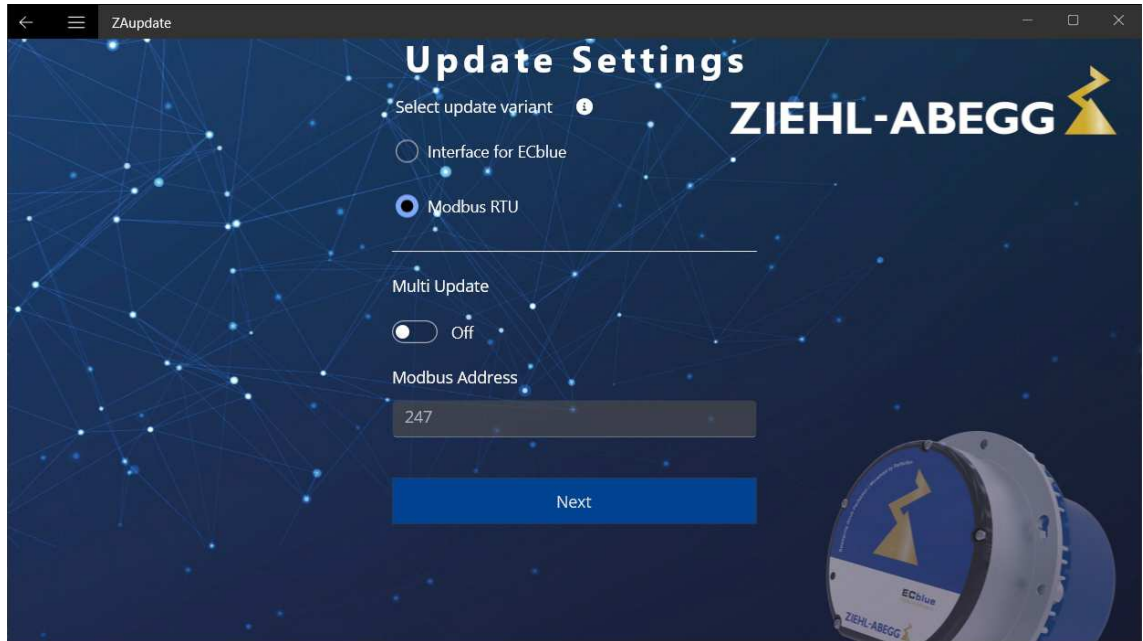 ZAupdate
Update Settings
Select update variant
ZIEHL-ABEGG
Interface for ECblue
Modbus RTU
Multi Update
Off
Modbus Address
247
Next
ECblue
ZIEHL-ABEGG